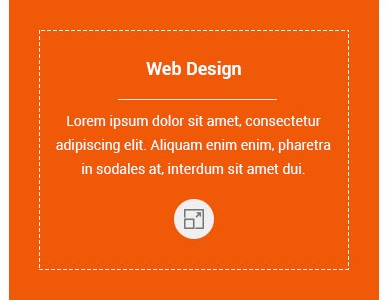 Web Design
Lorem ipsum dolor sit amet, consectetur
adipiscing elit. Aliquam enim enim, pharetra
in sodales at, interdum sit amet dui.